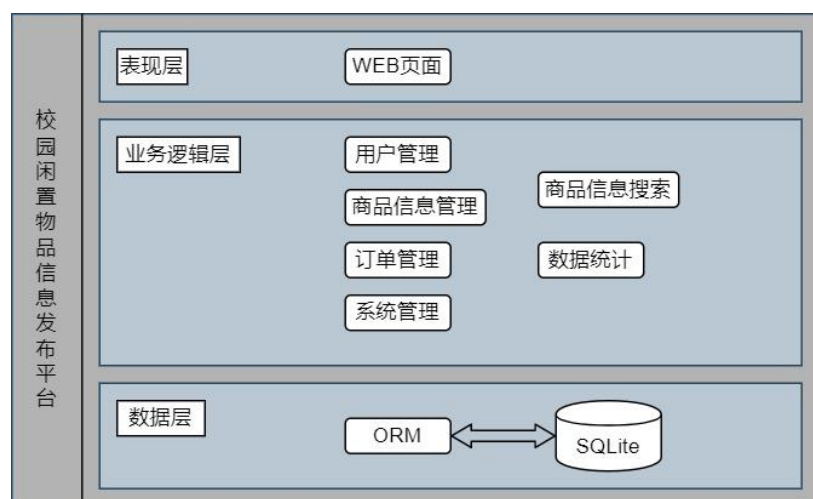 校园闲置物品信息发布平台
表现层
WEB页面
业务逻辑层
用户管理
商品信息管理
商品信息搜索
订单管理
数据统计
系统管理
数据层
ORM
SQLite